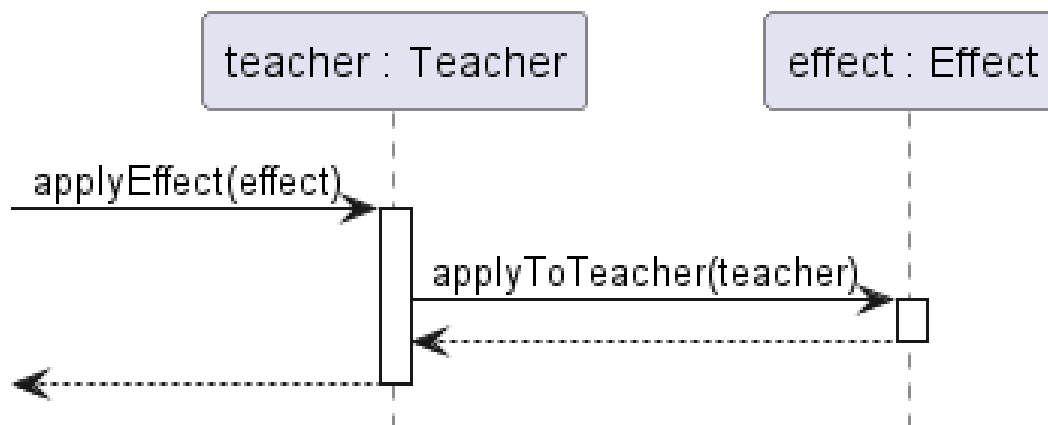 teacher : Teacher
effect : Effect
applyEffect(effect)
applyToTeacher(teacher)